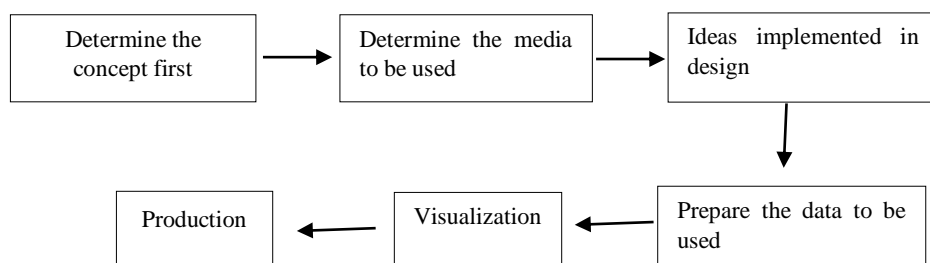 Determine the
concept first
Determine the media
to be used
Ideas implemented in
design
Prepare the data to be
used
Visualization
Production